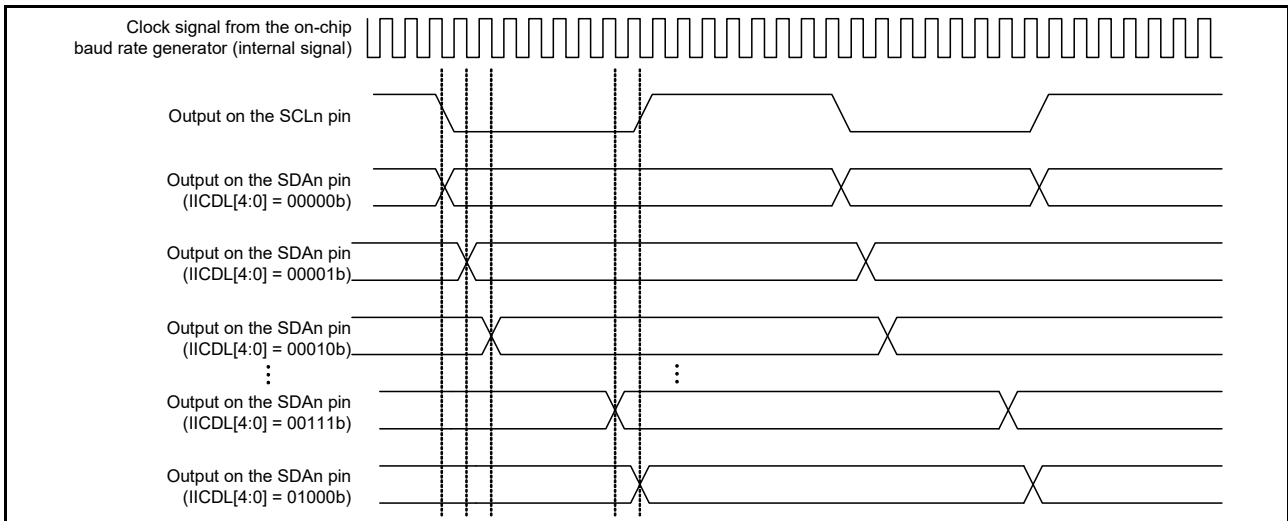 Clock signal from the on-chip
baud rate generator (internal signal)
Output on the SCLn pin
Output on the SDAn pin
(IICDL[4:0] = 00000b)
Output on the SDAn pin
(IICDL[4:0] = 00001b)
Output on the SDAn pin
(IICDL[4:0] = 00010b)
Output on the SDAn pin
(IICDL[4:0] = 00111b)
Output on the SDAn pin
(IICDL[4:0] = 01000b)